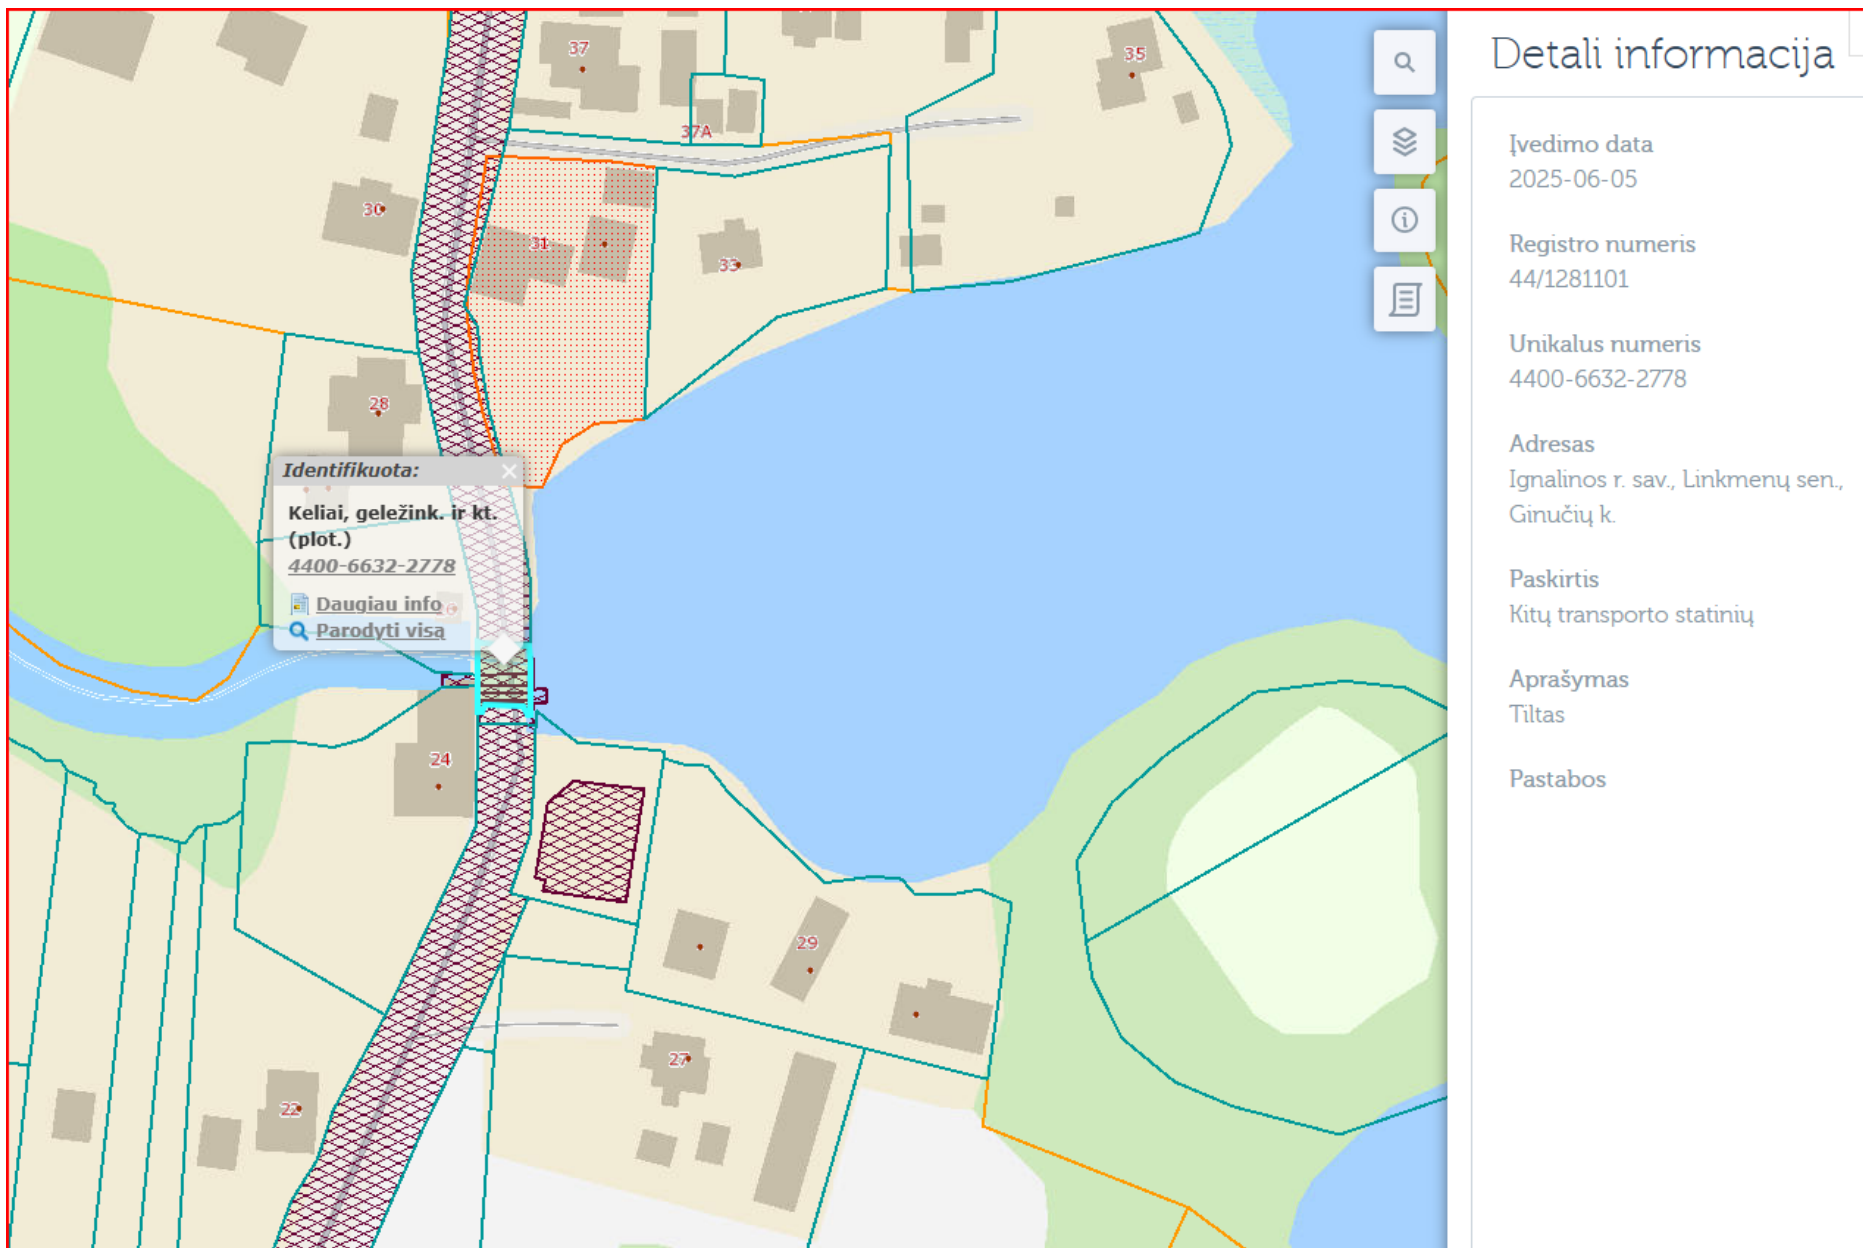 37
35
37A
30
31
33
28
Identifikuota:
Keliai, geležink. ir kt.
(plot.)
4400-6632-2778
Daugiau info
Parodyti visą
26
24
29
27
22
Detali informacija
Įvedimo data
2025-06-05
Registro numeris
44/1281101
Unikalus numeris
4400-6632-2778
Adresas
Ignalinos r. sav., Linkmenų sen.,
Ginučių k.
Paskirtis
Kitų transporto statinių
Aprašymas
Tiltas
Pastabos